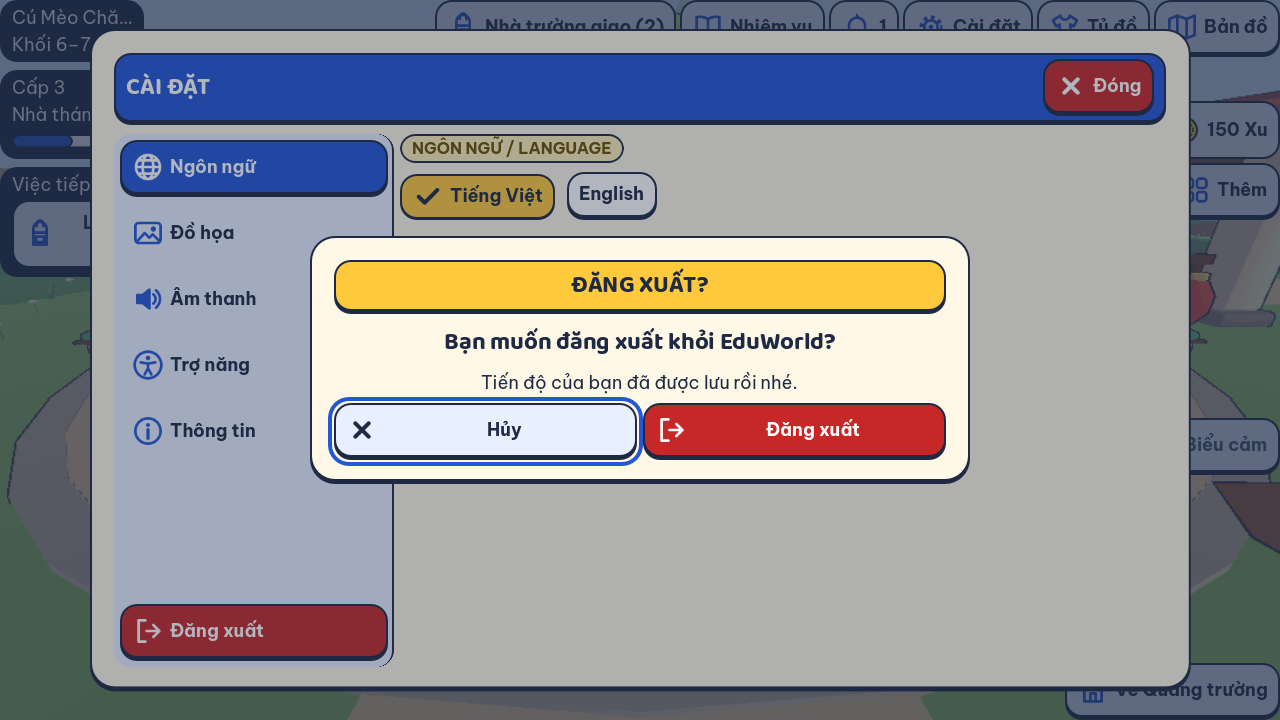 Cú Mèo Chă...
Khối 6-7
Nhà trường giao (2)
Nhiệm vụ
1
Cài đặt
Tủ đồ
Bản đồ
Cấp 3
Nhà thán
150 Xu
Việc tiếp
Thêm
CÀI ĐẶT
Đóng
Ngôn ngữ
Đồ họa
Âm thanh
Trợ năng
Thông tin
Đăng xuất
NGÔN NGỮ / LANGUAGE
Tiếng Việt
English
ĐĂNG XUẤT?
Bạn muốn đăng xuất khỏi EduWorld?
Tiến độ của bạn đã được lưu rồi nhé.
Hủy
Đăng xuất
Biểu cảm
Về Quảng trường